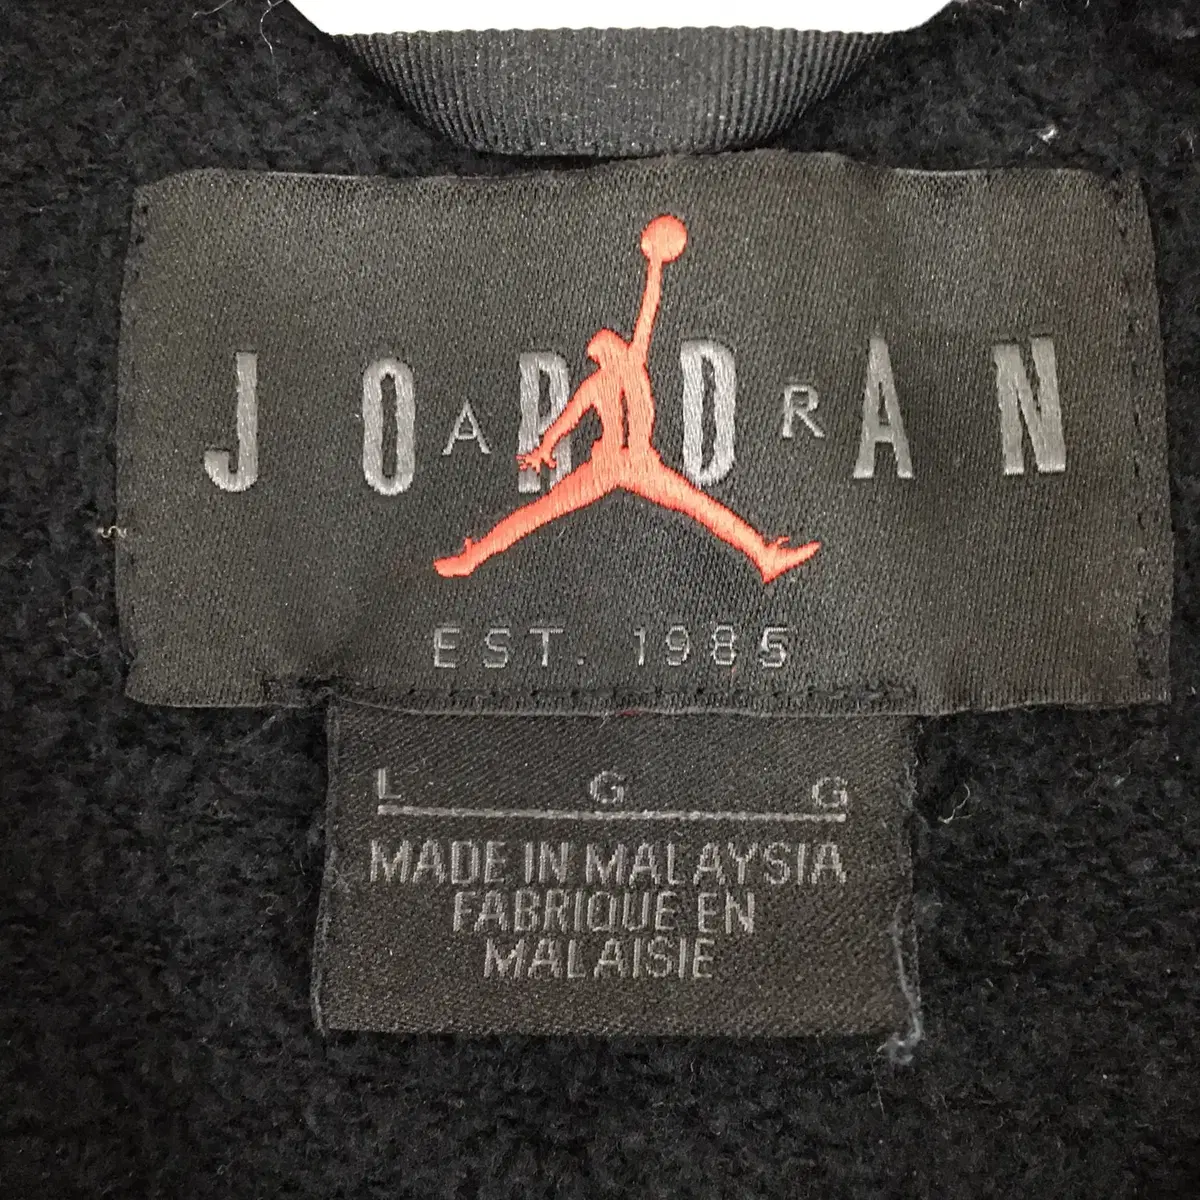 JORDAN
AIR
EST. 1985
L G G
MADE IN MALAYSIA
FABRIQUE EN
MALAISIE